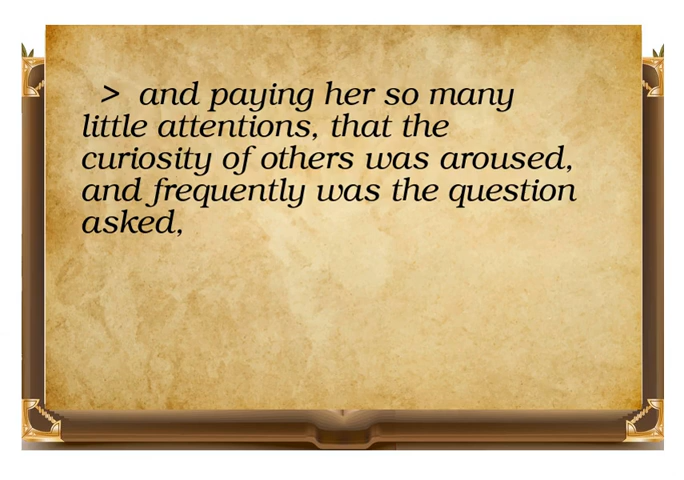 > and paying her so many
little attentions, that the
curiosity of others was aroused,
and frequently was the question
asked,